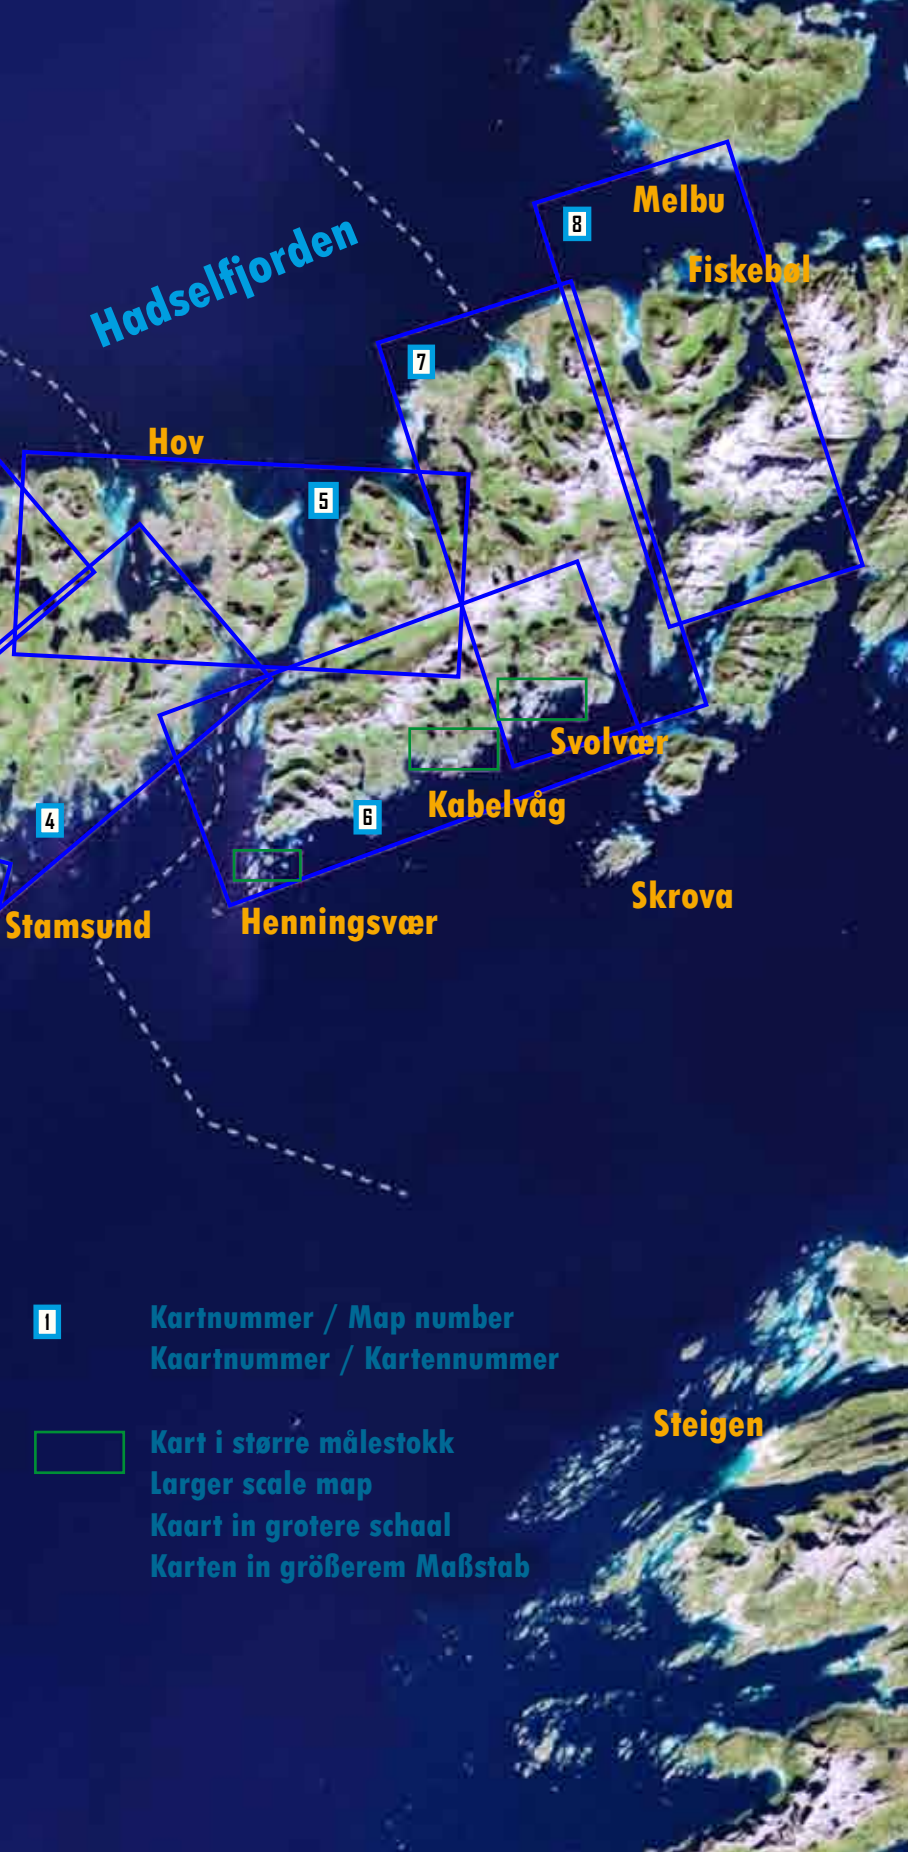 Melbu
8
Fiskebøl
Hadselfjorden
7
Hov
5
Svolvær
Kabelvåg
6
4
Skrova
Henningsvær
Stamsund
1
Kartnummer / Map number
Kaartnummer / Kartennummer
Steigen
Kart i større målestokk
Larger scale map
Kaart in grotere schaal
Karten in größerem Maßstab